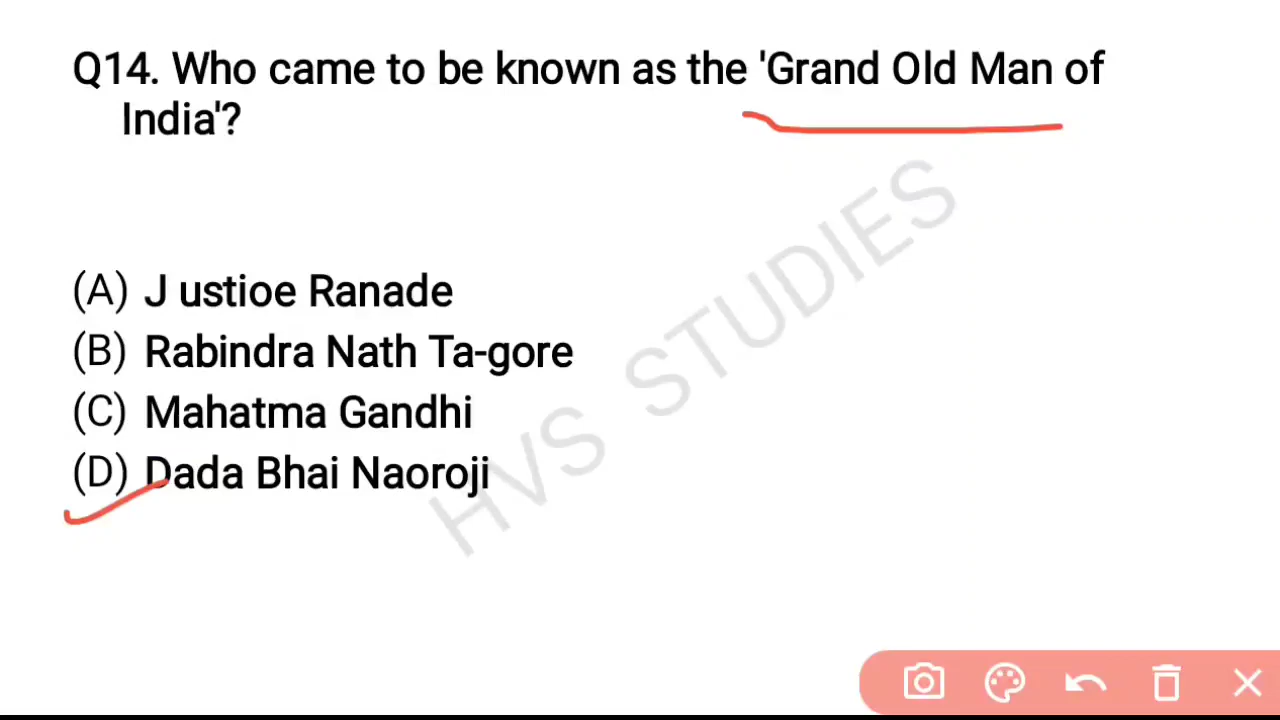 Q14. Who came to be known as the 'Grand Old Man of
India'?
(A) J ustioe Ranade
(B) Rabindra Nath Ta-gore
(C) Mahatma Gandhi
(D) Dada Bhai Naoroji
HVS STUDIES